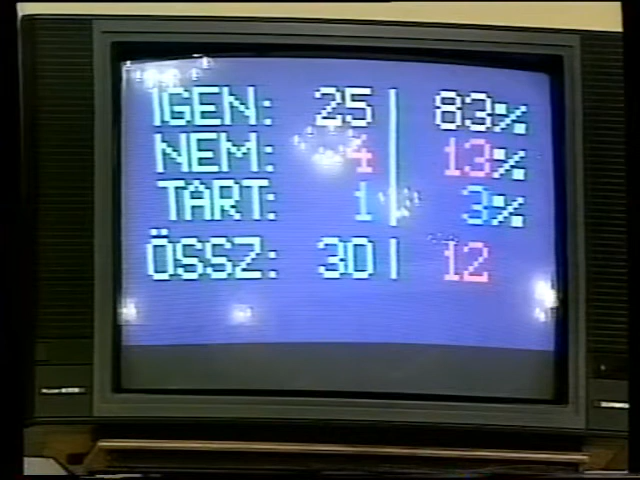 IGEN: 25 | 83%
NEM: 4 | 13%
TART: 1 | 3%
ÖSSZ: 30 | 12